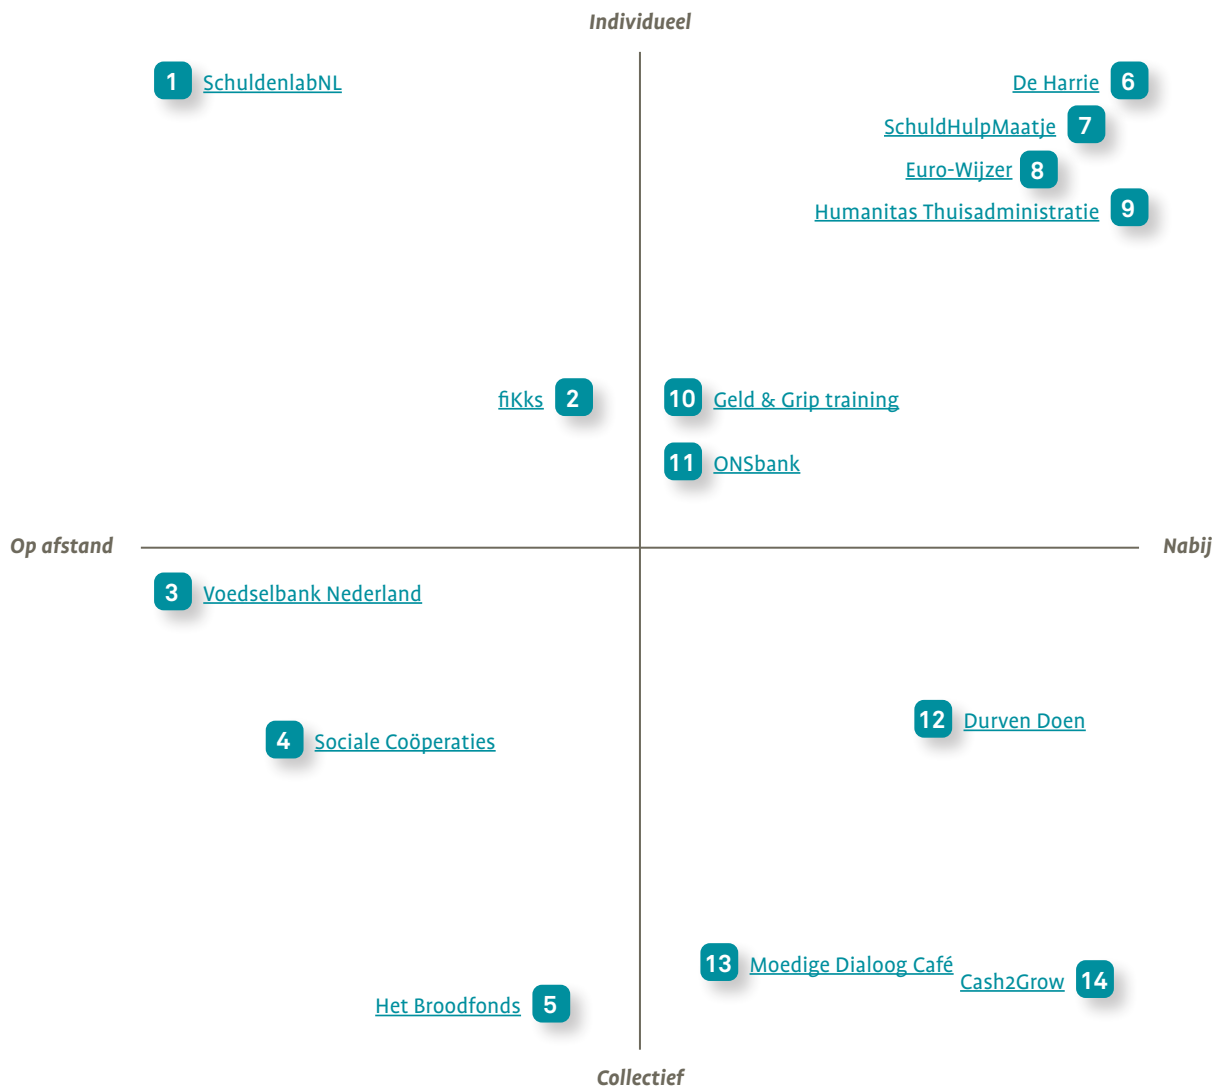 Individueel
1 SchuldenlabNL
De Harrie 6
SchuldHulpMaatje 7
Euro-Wijzer 8
Humanitas Thuisadministratie 9
fiKks 2
10 Geld & Grip training
11 ONSbank
Op afstand
Nabij
3 Voedselbank Nederland
12 Durven Doen
4 Sociale Coöperaties
13 Moedige Dialoog Café
Cash2Grow 14
Het Broodfonds 5
Collectief